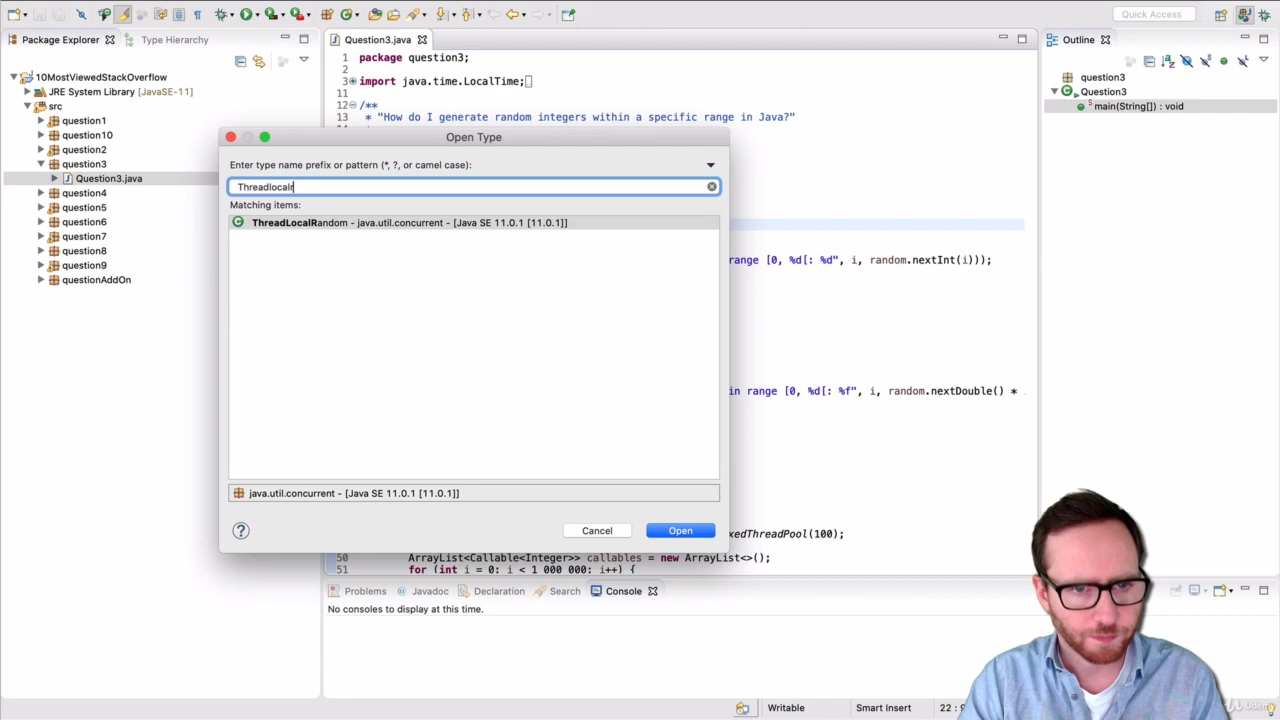 Quick Access
Package Explorer
Type Hierarchy
10MostViewedStackOverflow
JRE System Library [JavaSE-11]
src
question1
question10
question2
question3
Question3.java
question4
question5
question6
question7
question8
question9
questionAddOn
Question3.java
1 package question3;
2
3 import java.time.LocalTime;
11
12 /**
13 * "How do I generate random integers within a specific range in Java?"
range [0, %d[: %d", i, random.nextInt(i)));
in range [0, %d[: %f", i, random.nextDouble() *
xedThreadPool(100);
50 ArrayList<Callable<Integer>> callables = new ArrayList<>();
51 for (int i = 0; i < 1_000_000; i++) {
Open Type
Enter type name prefix or pattern (*, ?, or camel case):
Threadlocalr
Matching items:
ThreadLocalRandom - java.util.concurrent - [Java SE 11.0.1 [11.0.1]]
java.util.concurrent - [Java SE 11.0.1 [11.0.1]]
?
Cancel
Open
Outline
question3
Question3
main(String[]) : void
Problems
Javadoc
Declaration
Search
Console
No consoles to display at this time.
Writable
Smart Insert
Udemy